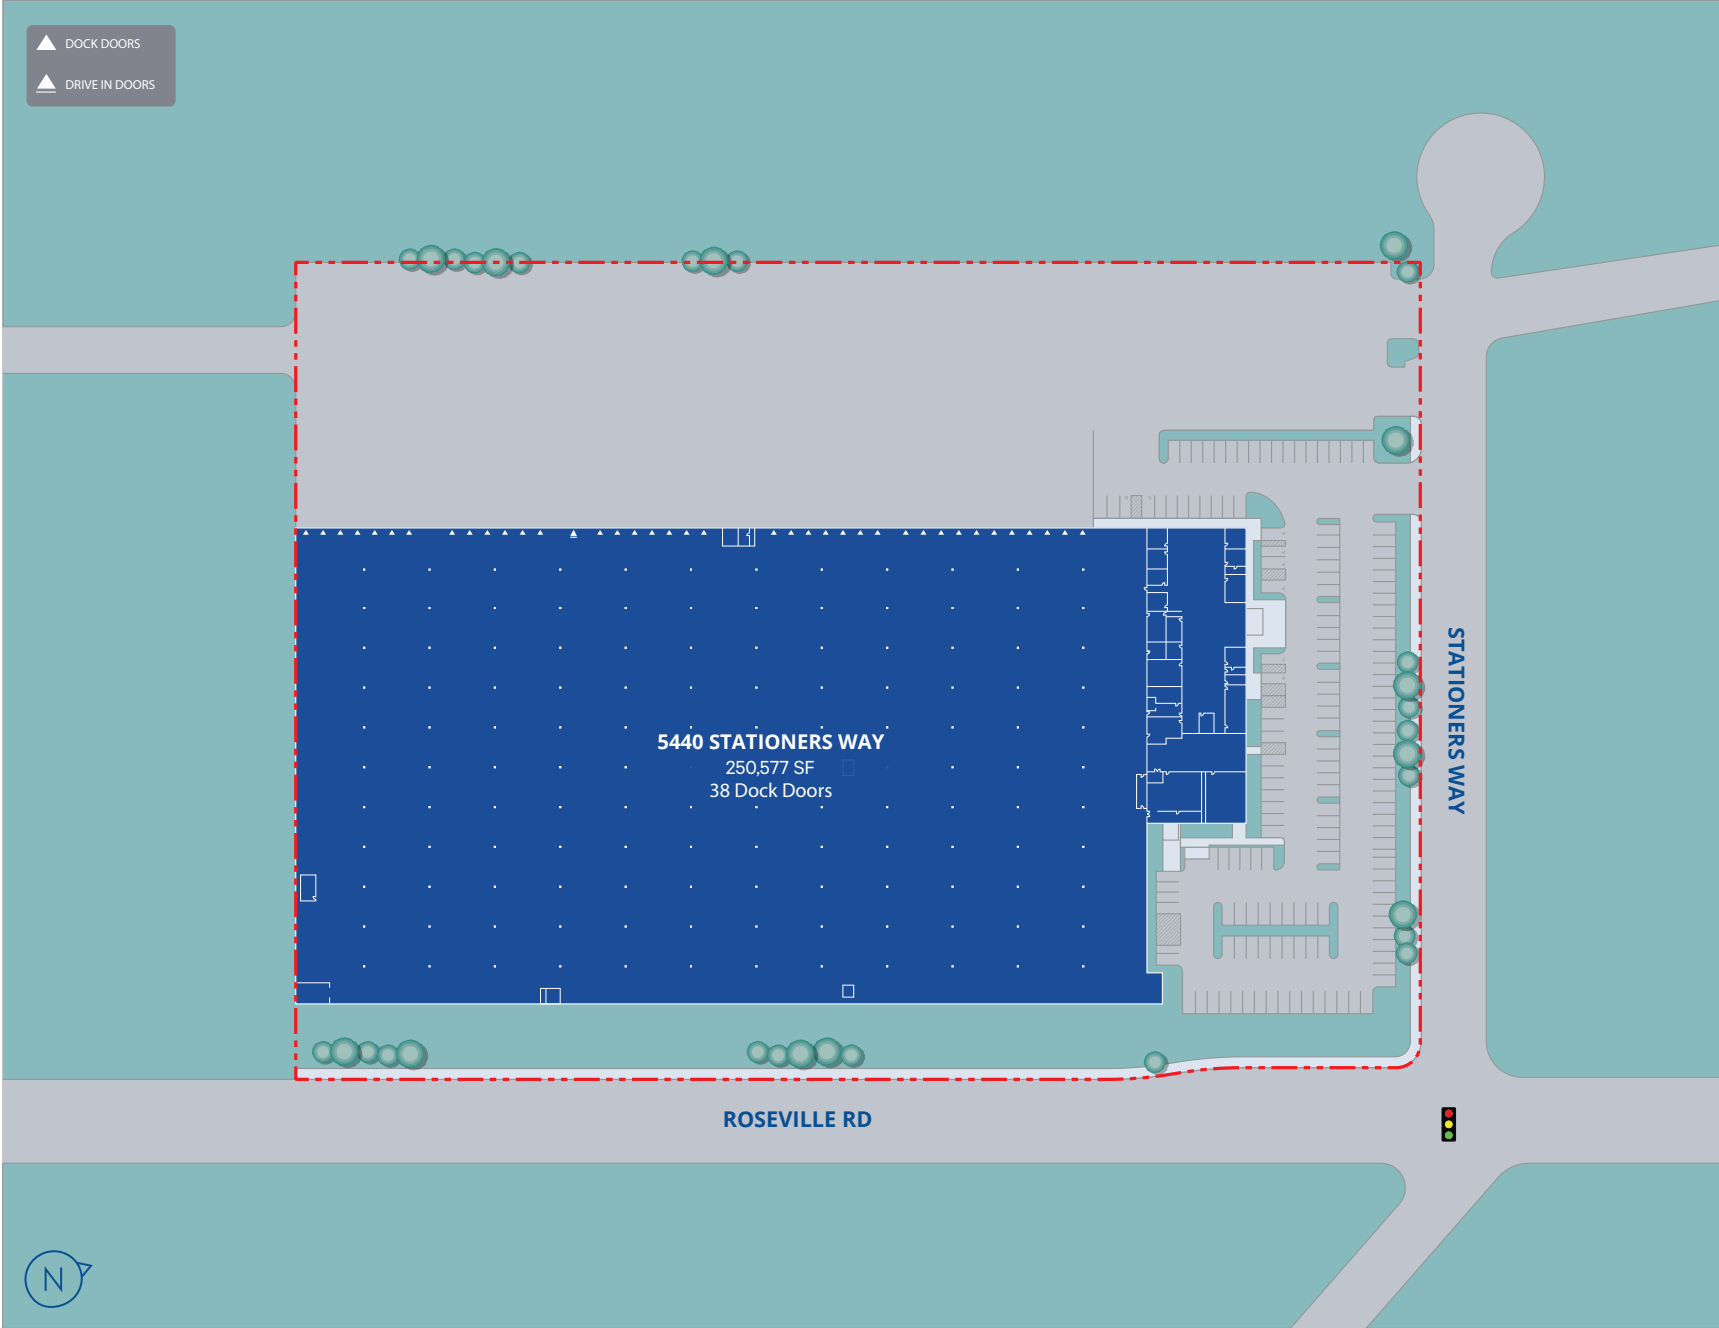 DOCK DOORS
DRIVE IN DOORS
5440 STATIONERS WAY
250,577 SF
38 Dock Doors
STATIONERS WAY
ROSEVILLE RD
N